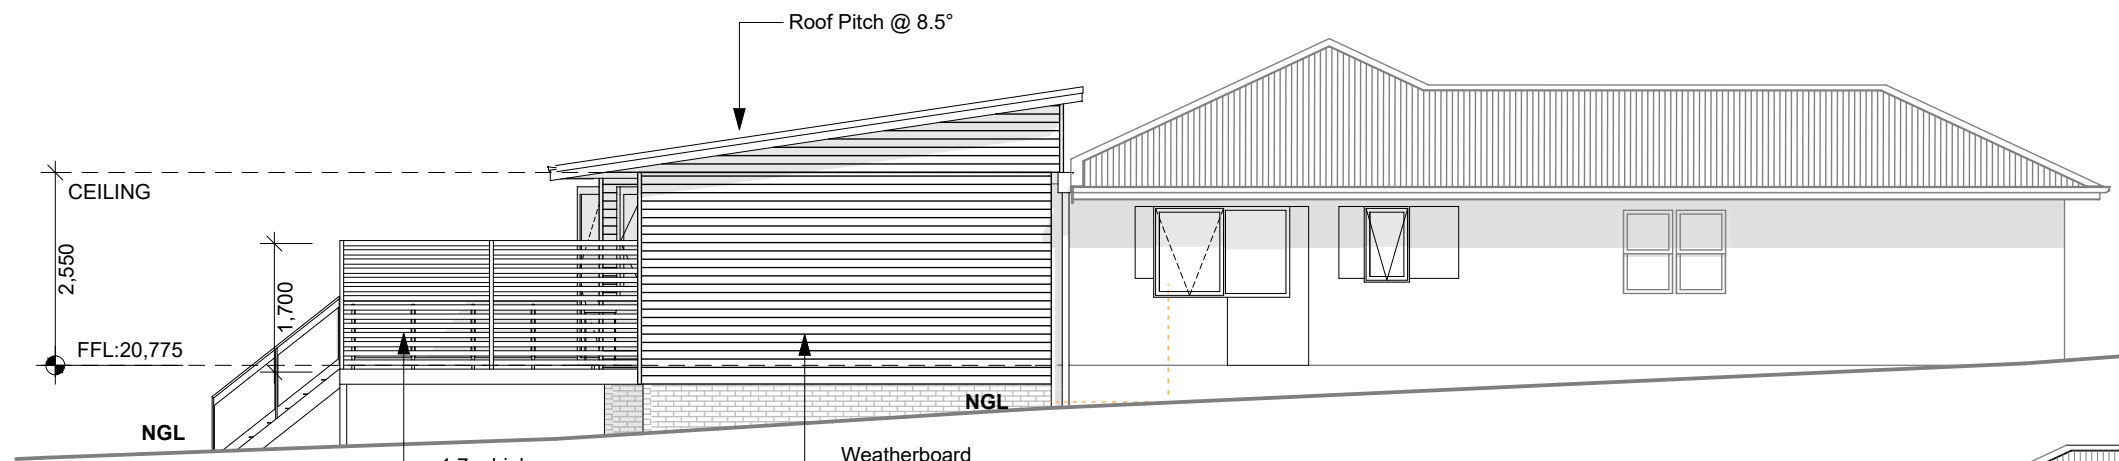 Roof Pitch @ 8.5°
CEILING
2,550
1,700
FFL:20,775
NGL
NGL
Weatherboard